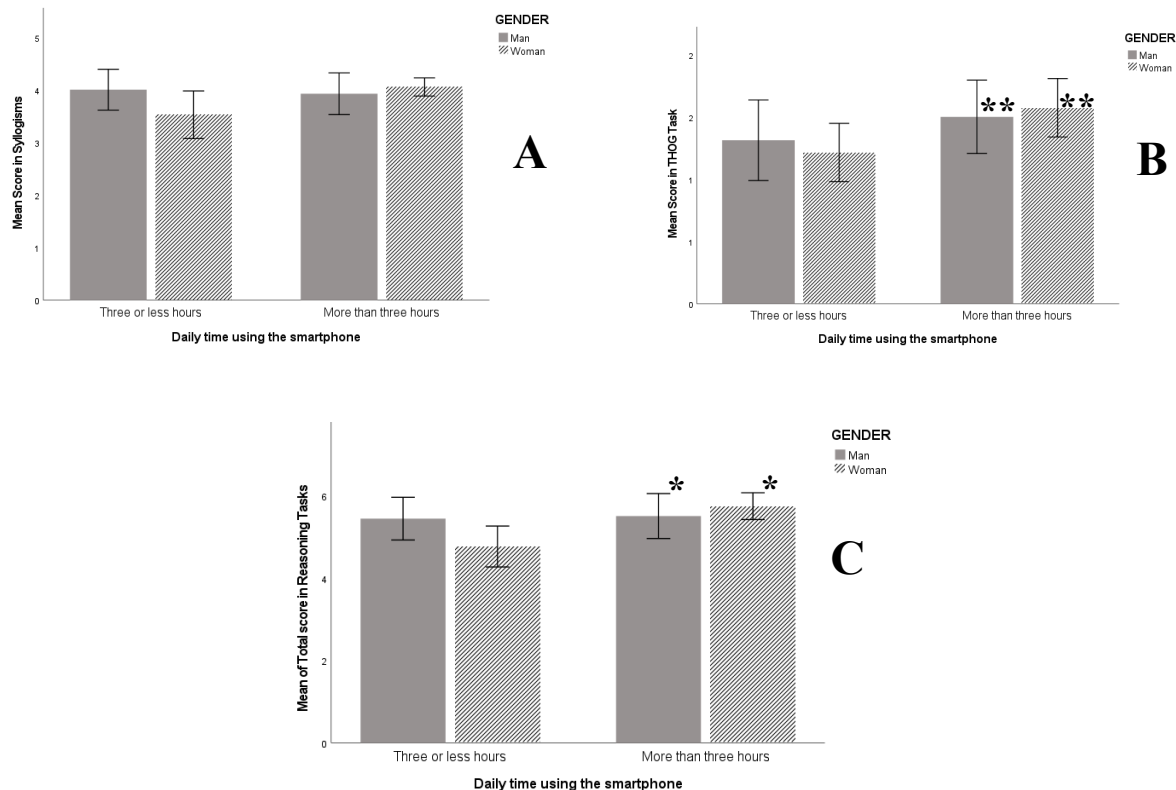 GENDER
Man
Woman
5
4
3
2
1
0
Mean Score in Syllogisms
Three or less hours
More than three hours
Daily time using the smartphone
A
GENDER
Man
Woman
2
2
1
1
0
Mean Score in THOG Task
** **
Three or less hours
More than three hours
Daily time using the smartphone
B
GENDER
Man
Woman
6
4
2
0
Mean of Total score in Reasoning Tasks
* *
Three or less hours
More than three hours
Daily time using the smartphone
C